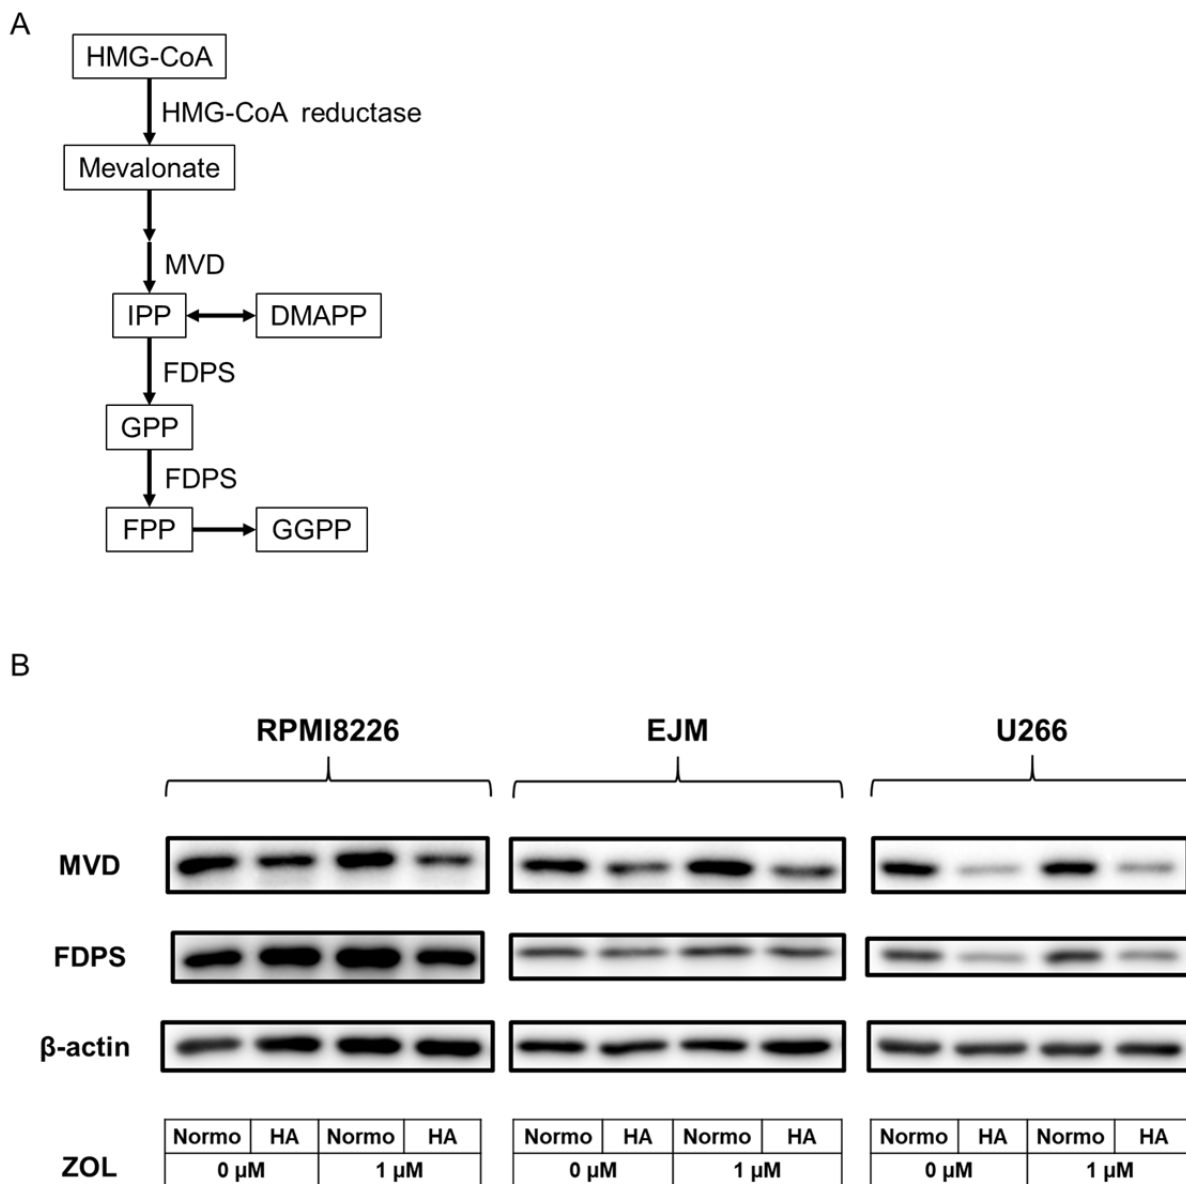 A
HMG-CoA
HMG-CoA reductase
Mevalonate
MVD
IPP
DMAPP
FDPS
GPP
FDPS
FPP
GGPP
B
RPMI8226 EJM U266
MVD
FDPS
β-actin
Normo HA Normo HA Normo HA Normo HA Normo HA Normo HA
ZOL 0 μM 1 μM 0 μM 1 μM 0 μM 1 μM